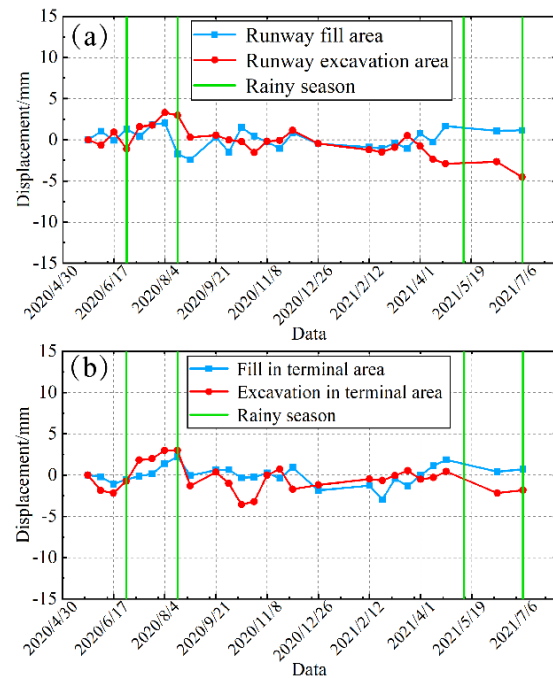 (a)
Runway fill area
Runway excavation area
Rainy season
Displacement/mm
15
10
5
0
-5
-10
-15
2020/4/30
2020/6/17
2020/8/4
2020/9/21
2020/11/8
2020/12/26
2021/2/12
2021/4/1
2021/5/19
2021/7/6
Data
(b)
Fill in terminal area
Excavation in terminal area
Rainy season
Displacement/mm
15
10
5
0
-5
-10
-15
2020/4/30
2020/6/17
2020/8/4
2020/9/21
2020/11/8
2020/12/26
2021/2/12
2021/4/1
2021/5/19
2021/7/6
Data